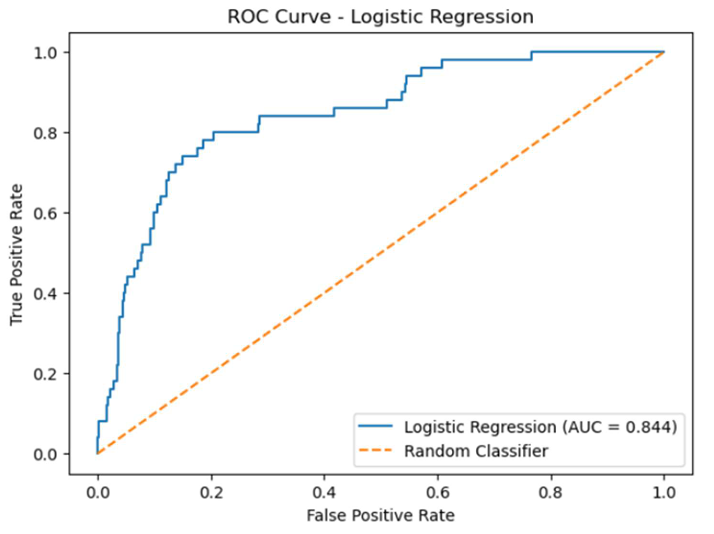 ROC Curve - Logistic Regression
1.0
0.8
0.6
0.4
0.2
0.0
True Positive Rate
Logistic Regression (AUC = 0.844)
Random Classifier
0.0 0.2 0.4 0.6 0.8 1.0
False Positive Rate